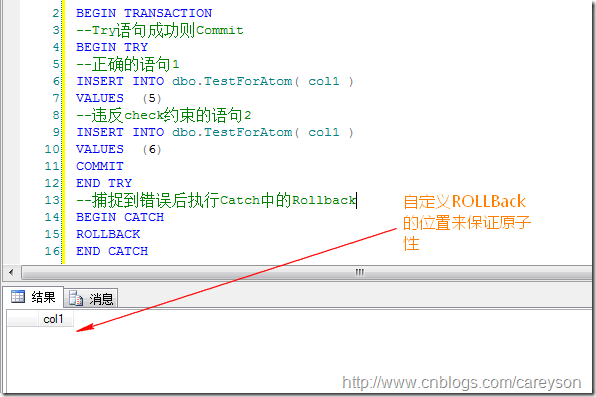 2 BEGIN TRANSACTION
3 --Try语句成功则Commit
4 BEGIN TRY
5 --正确的语句1
6 INSERT INTO dbo.TestForAtom( col1 )
7 VALUES (5)
8 --违反check约束的语句2
9 INSERT INTO dbo.TestForAtom( col1 )
10 VALUES (6)
11 COMMIT
12 END TRY
13 --捕捉到错误后执行Catch中的Rollback
14 BEGIN CATCH
15 ROLLBACK
16 END CATCH
自定义ROLLBack
的位置来保证原子
性
结果 消息
col1
http://www.cnblogs.com/careyson